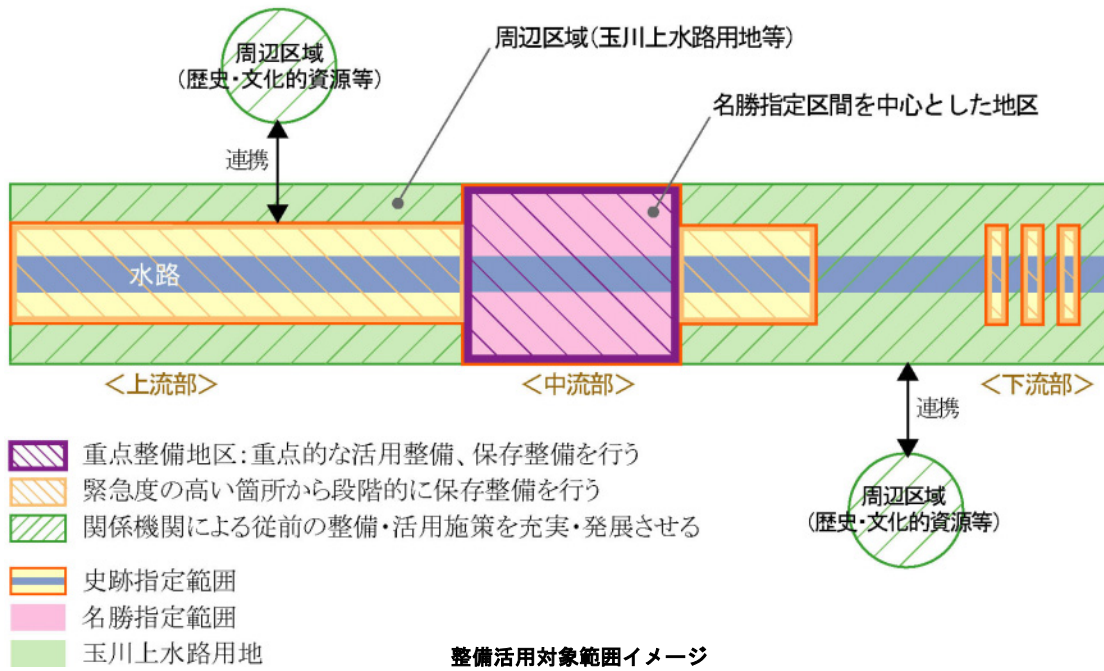 周辺区域
(歴史・文化的資源等)
周辺区域(玉川上水路用地等)
名勝指定区間を中心とした地区
連携
水路
<上流部>
<中流部>
<下流部>
連携
周辺区域
(歴史・文化的資源等)
重点整備地区:重点的な活用整備、保存整備を行う
緊急度の高い箇所から段階的に保存整備を行う
関係機関による従前の整備・活用施策を充実・発展させる
史跡指定範囲
名勝指定範囲
玉川上水路用地
整備活用対象範囲イメージ